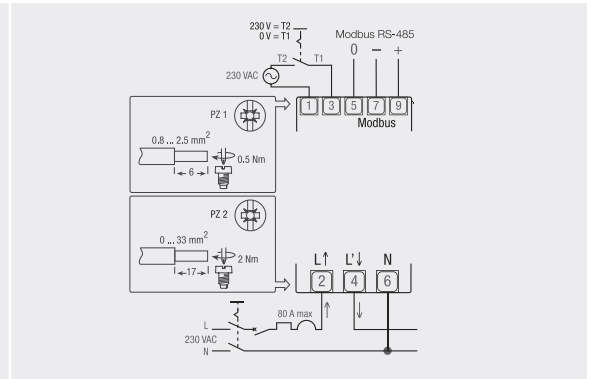 230 V = T2
0 V = T1
Modbus RS-485
T2 T1 0 − +
230 VAC
1 3 5 7 9
Modbus
PZ 1
0.8 ... 2.5 mm²
0.5 Nm
6
PZ 2
0 ... 33 mm²
2 Nm
17
L↑ L'↓ N
2 4 6
80 A max
L
230 VAC
N